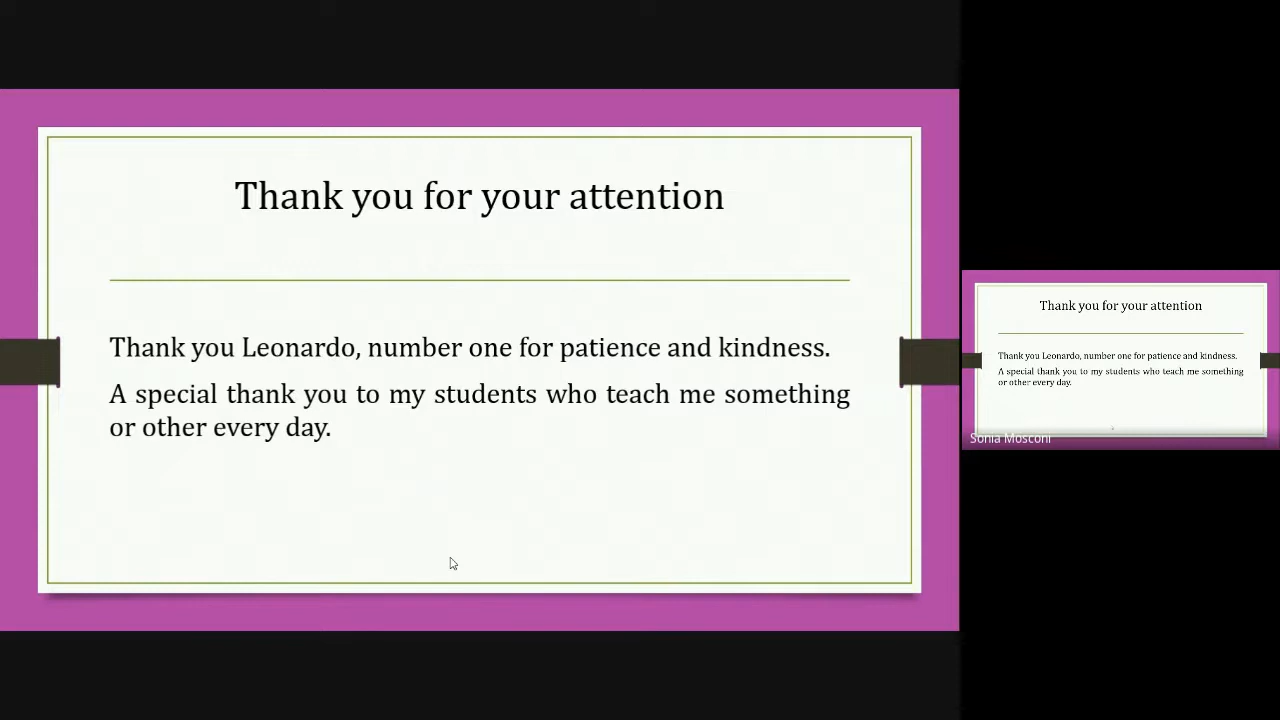 Thank you for your attention
Thank you Leonardo, number one for patience and kindness.
A special thank you to my students who teach me something
or other every day.
Thank you for your attention
Thank you Leonardo, number one for patience and kindness.
A special thank you to my students who teach me something
or other every day.
Sonia Mosconi